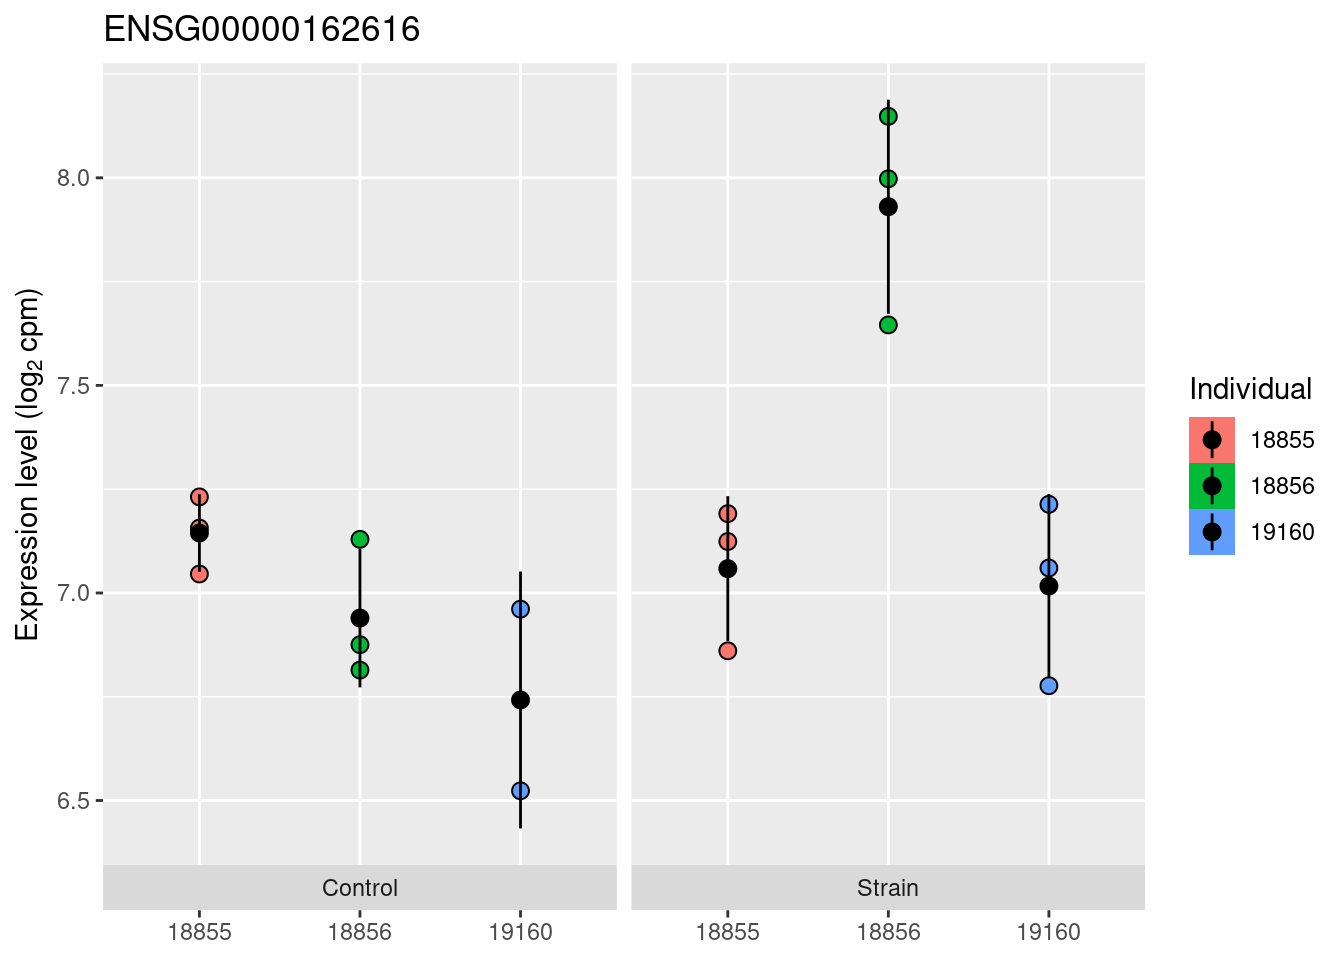 ENSG00000162616
Expression level (log2 cpm)
8.0
7.5
7.0
6.5
Control
Strain
18855
18856
19160
18855
18856
19160
Individual
18855
18856
19160